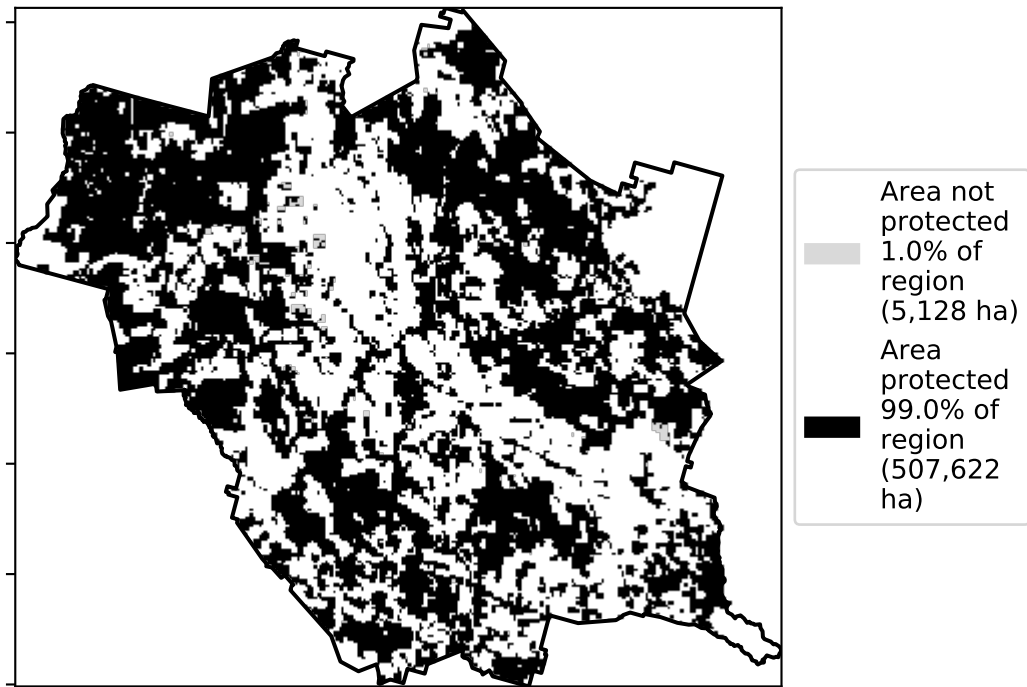 Area not
protected
1.0% of
region
(5,128 ha)
Area
protected
99.0% of
region
(507,622
ha)